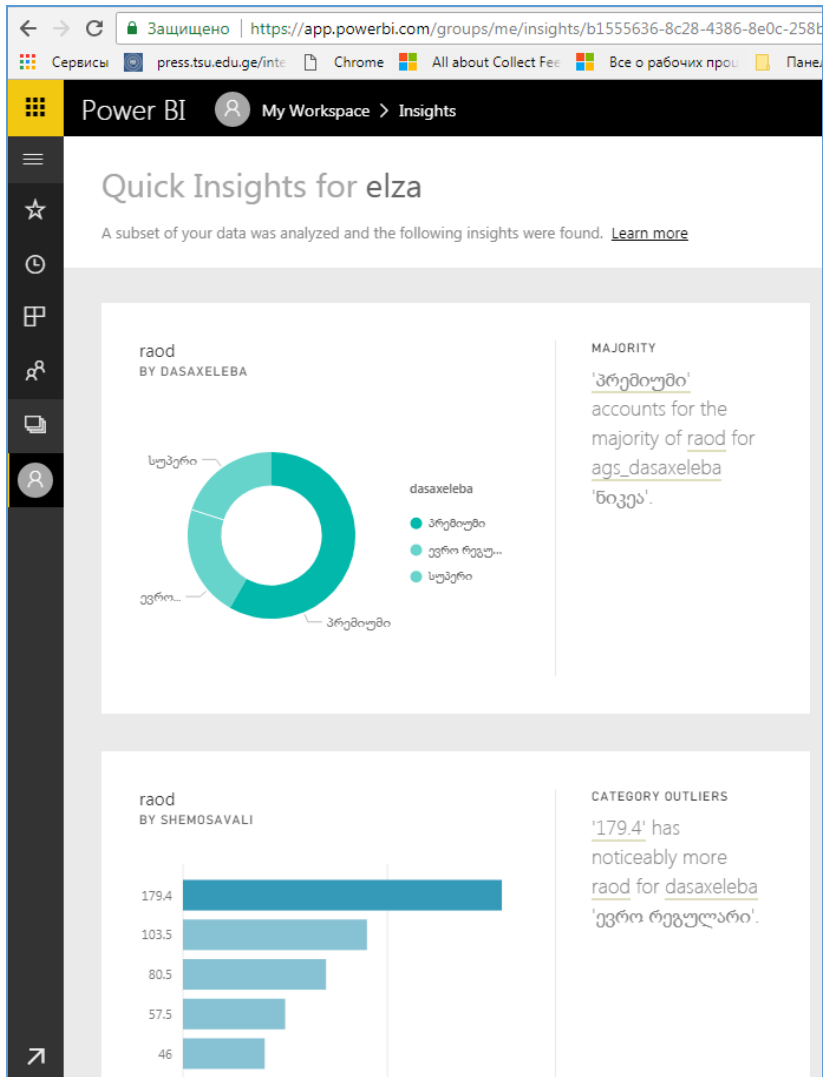 Защищено | https://app.powerbi.com/groups/me/insights/b1555636-8c28-4386-8e0c-258b
Сервисы press.tsu.edu.ge/inte Chrome All about Collect Fee Все о рабочих проц Панел
Power BI My Workspace > Insights
Quick Insights for elza
A subset of your data was analyzed and the following insights were found. Learn more
raod
BY DASAXELEBA
სუპერი
ევრო...
პრემიუმი
dasaxeleba
პრემიუმი
ევრო რეგუ...
სუპერი
MAJORITY
'პრემიუმი'
accounts for the
majority of raod for
ags_dasaxeleba
'ნიკეა'.
raod
BY SHEMOSAVALI
179.4
103.5
80.5
57.5
46
CATEGORY OUTLIERS
'179.4' has
noticeably more
raod for dasaxeleba
'ევრო რეგულარი'.